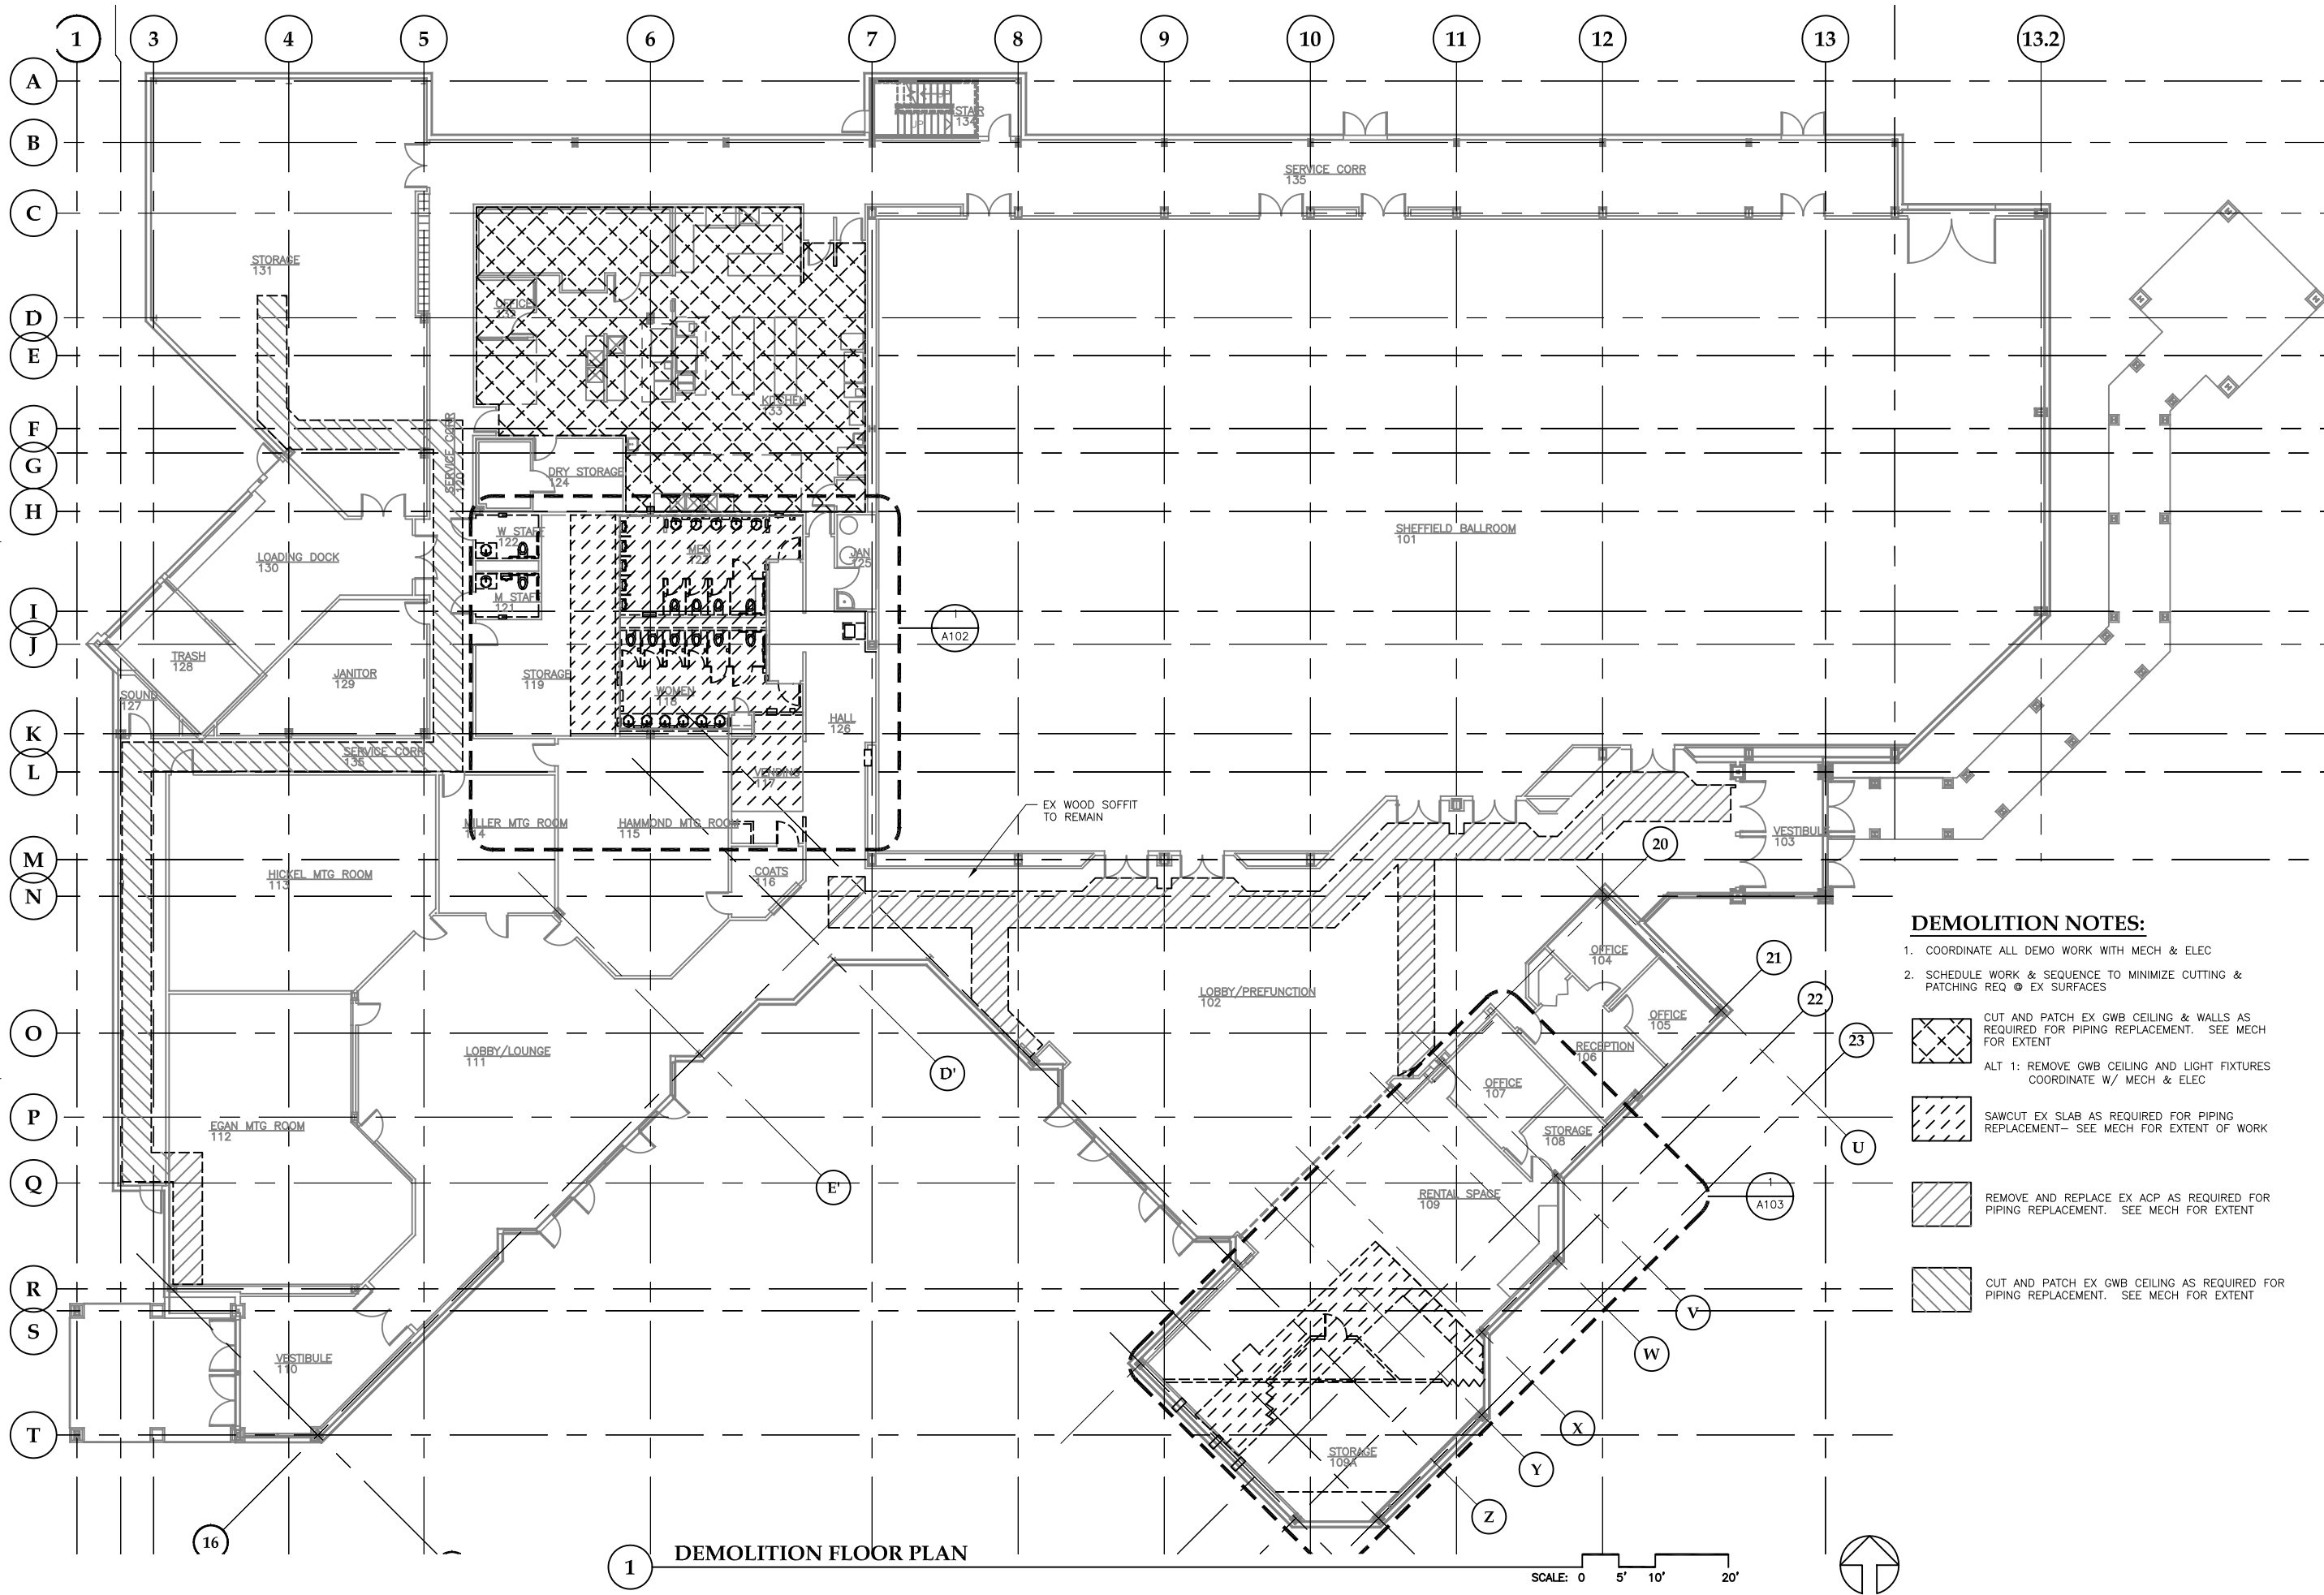 1 3 4 5 6 7 8 9 10 11 12 13 13.2
A
B
C
D
E
F
G
H
I
J
K
L
M
N
O
P
Q
R
S
T
STAIR
134
UP
SERVICE CORR
135
STORAGE
131
OFFICE
132
KITCHEN
133
SERVICE CORR
120
DRY STORAGE
124
W STAFF
122
MEN
123
JAN
125
SHEFFIELD BALLROOM
101
LOADING DOCK
130
M STAFF
121
1
A102
TRASH
128
JANITOR
129
STORAGE
119
WOMEN
118
SOUND
127
HALL
126
SERVICE CORR
136
VENDING
117
EX WOOD SOFFIT
TO REMAIN
MILLER MTG ROOM
114
HAMMOND MTG ROOM
115
VESTIBULE
103
20
HICKEL MTG ROOM
113
COATS
116
DEMOLITION NOTES:
1. COORDINATE ALL DEMO WORK WITH MECH & ELEC
2. SCHEDULE WORK & SEQUENCE TO MINIMIZE CUTTING &
PATCHING REQ @ EX SURFACES
CUT AND PATCH EX GWB CEILING & WALLS AS
REQUIRED FOR PIPING REPLACEMENT. SEE MECH
FOR EXTENT
ALT 1: REMOVE GWB CEILING AND LIGHT FIXTURES
COORDINATE W/ MECH & ELEC
SAWCUT EX SLAB AS REQUIRED FOR PIPING
REPLACEMENT– SEE MECH FOR EXTENT OF WORK
REMOVE AND REPLACE EX ACP AS REQUIRED FOR
PIPING REPLACEMENT. SEE MECH FOR EXTENT
CUT AND PATCH EX GWB CEILING AS REQUIRED FOR
PIPING REPLACEMENT. SEE MECH FOR EXTENT
OFFICE
104
21
22
23
LOBBY/PREFUNCTION
102
OFFICE
105
RECEPTION
106
LOBBY/LOUNGE
111
D'
OFFICE
107
EGAN MTG ROOM
112
STORAGE
108
U
E'
RENTAL SPACE
109
1
A103
V
W
VESTIBULE
110
X
STORAGE
109A
Y
Z
16
1
DEMOLITION FLOOR PLAN
SCALE: 0 5' 10' 20'